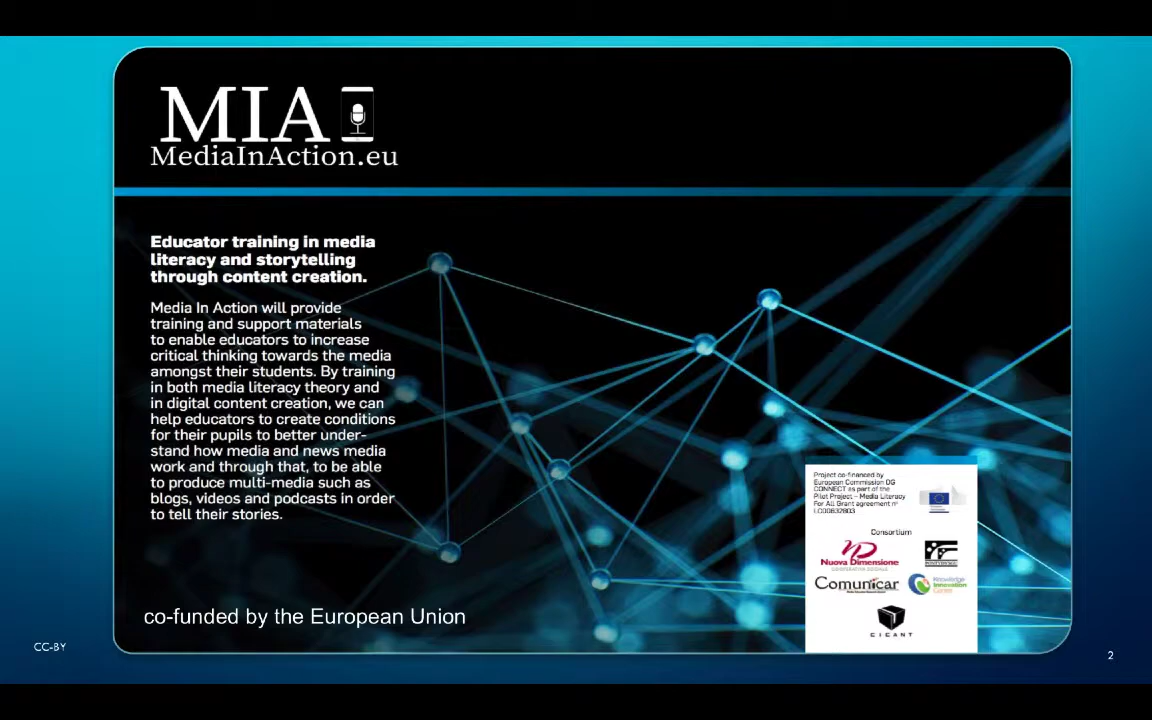 MIA
MediaInAction.eu
Educator training in media
literacy and storytelling
through content creation.
Media In Action will provide
training and support materials
to enable educators to increase
critical thinking towards the media
amongst their students. By training
in both media literacy theory and
in digital content creation, we can
help educators to create conditions
for their pupils to better under-
stand how media and news media
work and through that, to be able
to produce multi-media such as
blogs, videos and podcasts in order
to tell their stories.
co-funded by the European Union
Project co-financed by
European Commission DG
CONNECT as part of the
Pilot Project – Media Literacy
For All Grant agreement nº
Consortium
Nuova Dimensione
COOPERATIVA SOCIALE
Comunicar
Knowledge
Innovation
Centre
CICANT
CC-BY
2